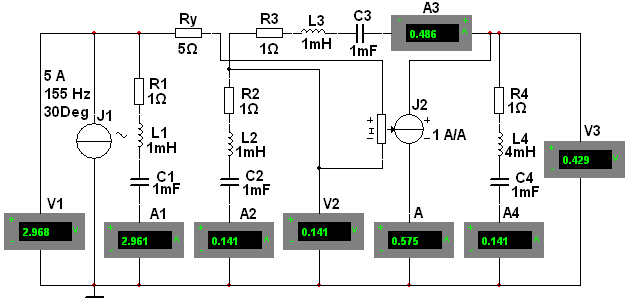 Ry
5Ω
R3
1Ω
L3
1mH
C3
1mF
A3
0.486
5 A
155 Hz
30Deg
J1
R1
1Ω
L1
1mH
C1
1mF
R2
1Ω
L2
1mH
C2
1mF
J2
1 A/A
R4
1Ω
L4
4mH
C4
1mF
V3
0.429
V1
2.968
A1
2.961
A2
0.141
V2
0.141
A
0.575
A4
0.141